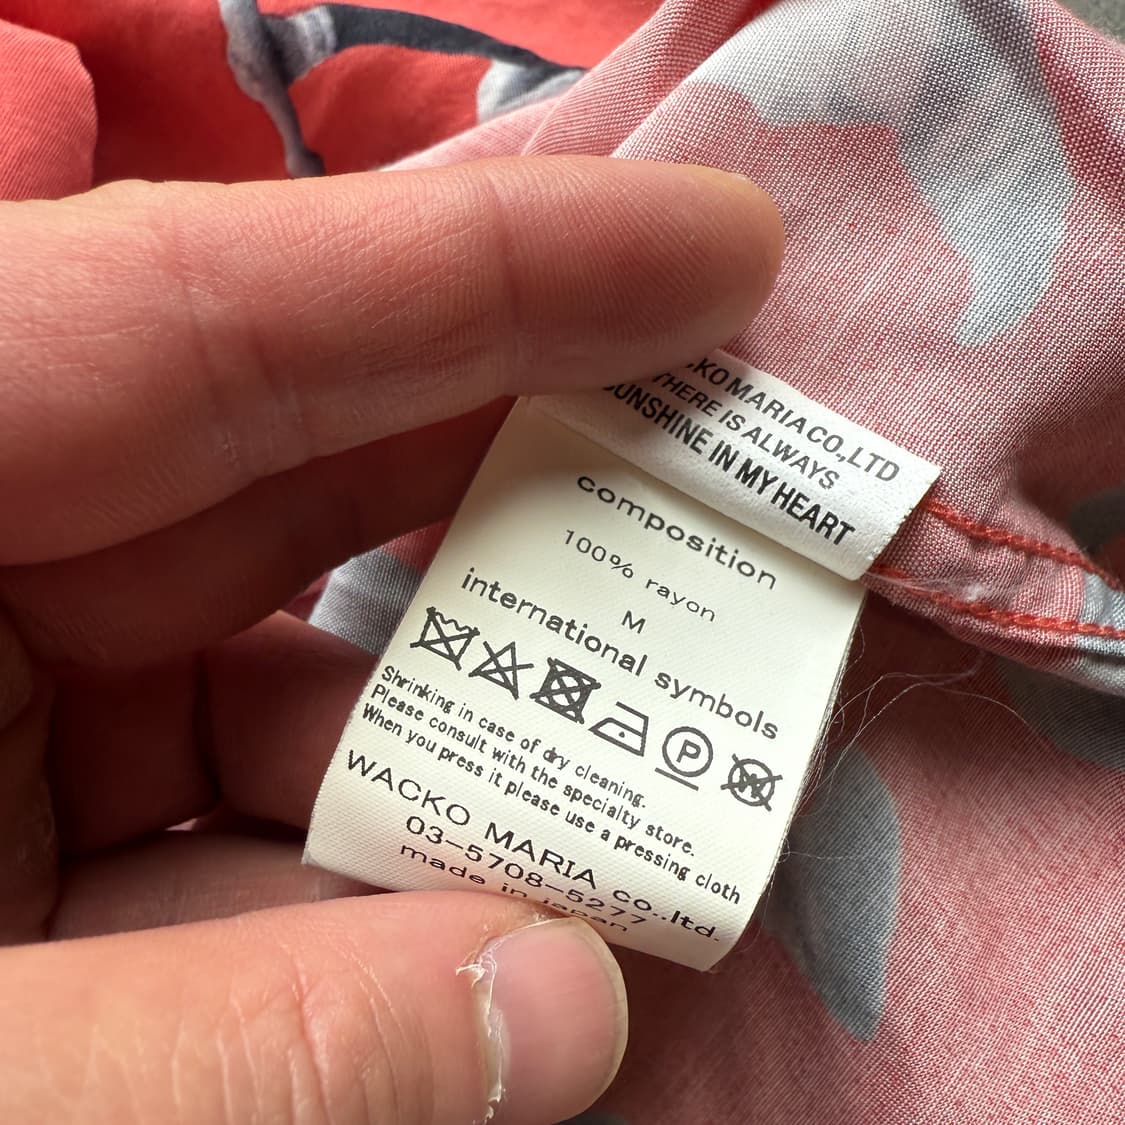 MARIA CO.,LTD
THERE IS ALWAYS
SUNSHINE IN MY HEART
composition
100% rayon
M
international symbols
P
W
Shrinking in case of dry cleaning.
Please consult with the specialty store.
When you press it please use a pressing cloth
WACKO MARIA co.,ltd.
03-5708-5277
made in japan